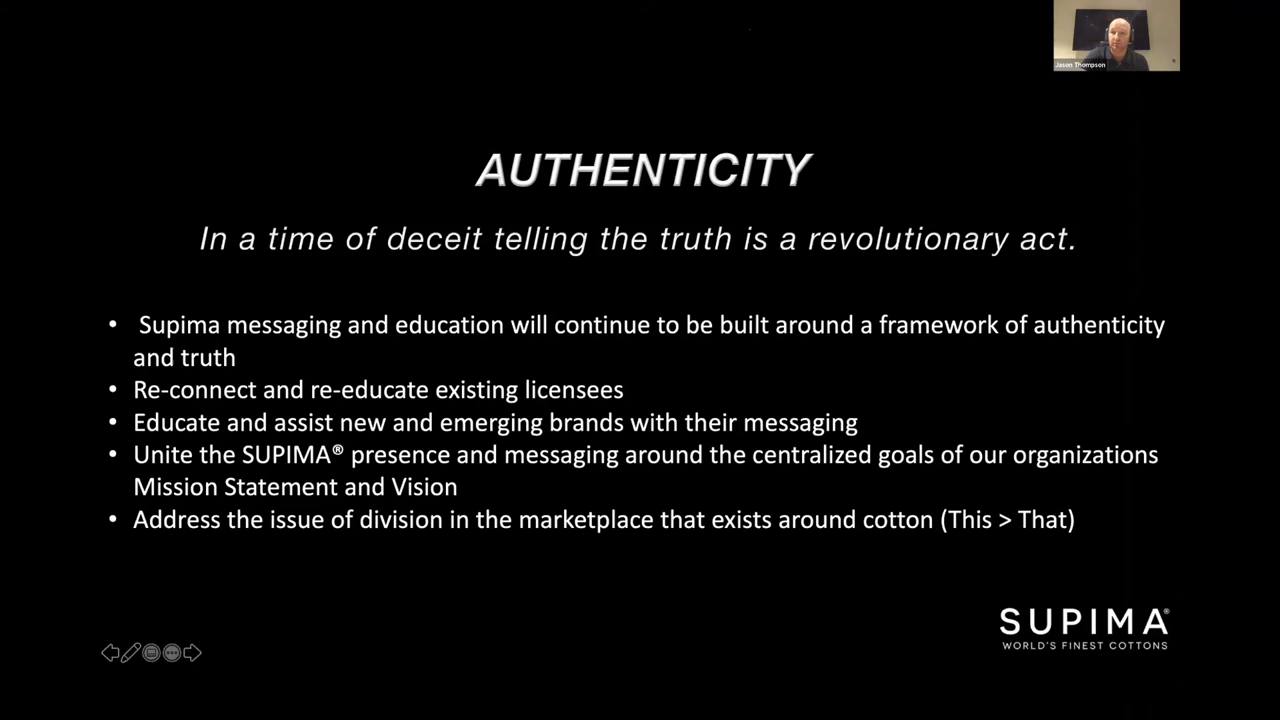 Jason Thompson
AUTHENTICITY
In a time of deceit telling the truth is a revolutionary act.
• Supima messaging and education will continue to be built around a framework of authenticity
and truth
• Re-connect and re-educate existing licensees
• Educate and assist new and emerging brands with their messaging
• Unite the SUPIMA® presence and messaging around the centralized goals of our organizations
Mission Statement and Vision
• Address the issue of division in the marketplace that exists around cotton (This > That)
SUPIMA®
WORLD'S FINEST COTTONS